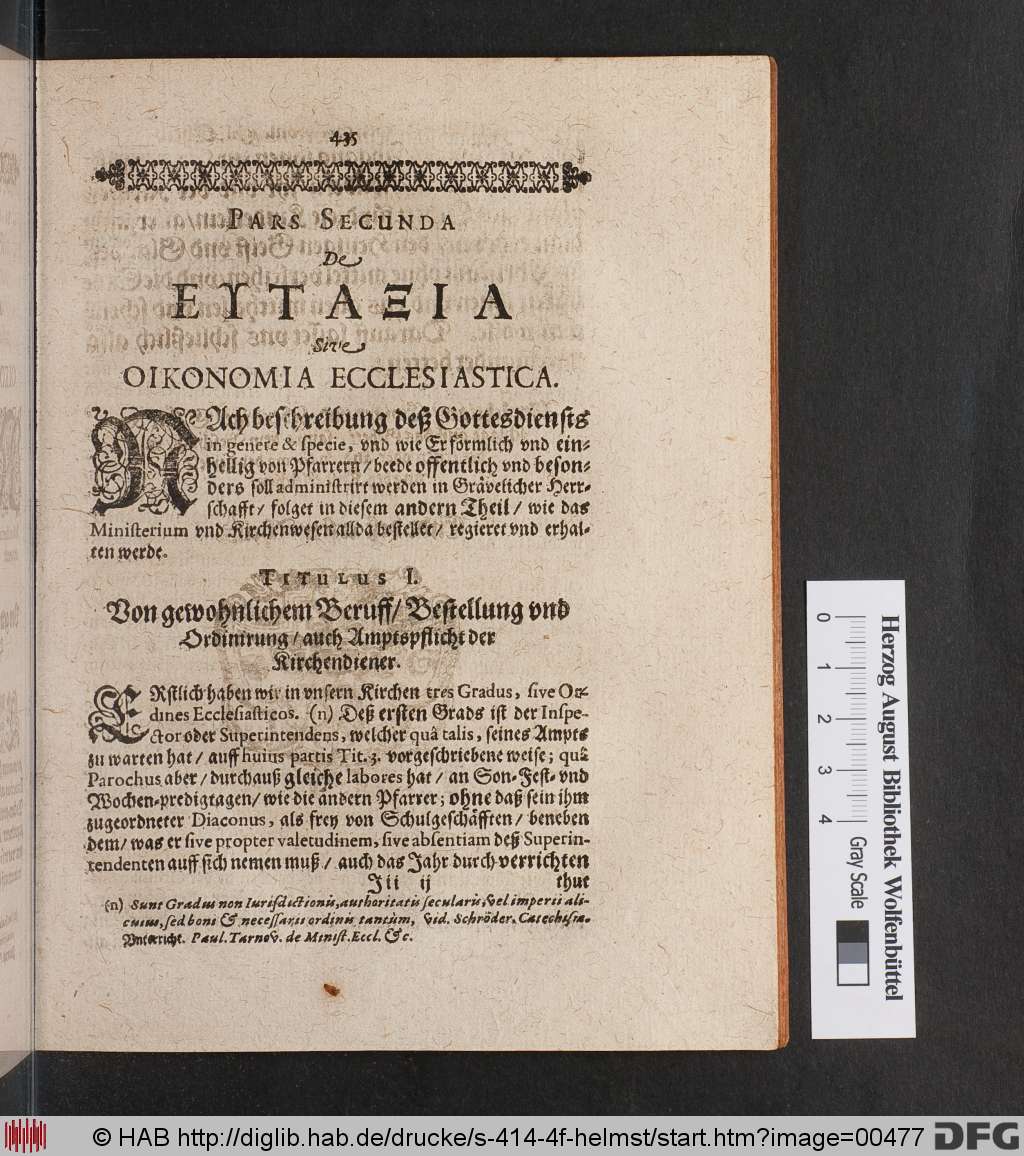 435
PARS SECUNDA
De
ΕΥΤΑΞΙΑ
Sive
OIKONOMIA ECCLESIASTICA.
NAch beschreibung deß Gottesdiensts
in genere & specie, vnd wie Er förmlich vnd ein-
hellig von Pfarrern / beede offentlich vnd beson-
ders soll administrirt werden in Grävelicher Herr-
schafft / folget in diesem andern Theil / wie das
Ministerium vnd Kirchenwesen allda bestellet / regieret vnd erhal-
ten werde.
TITULUS I.
Von gewohnlichem Beruff / Bestellung vnd
Ordinirung / auch Amptspflicht der
Kirchendiener.
ERstlich haben wir in vnsern Kirchen tres Gradus, sive Or-
dines Ecclesiasticos. (n) Deß ersten Grads ist der Inspe-
ctor oder Superintendens, welcher quâ talis, seines Ampts
zu warten hat / auff huius partis Tit. 3. vorgeschriebene weise; quâ
Parochus aber / durchauß gleiche labores hat / an Son- Fest- vnd
Wochen-predigtagen / wie die andern Pfarrer; ohne daß sein ihm
zugeordneter Diaconus, als frey von Schulgeschäfften / beneben
dem / was er sive propter valetudinem, sive absentiam deß Superin-
tendenten auff sich nemen muß / auch das Jahr durch verrichten
Jii ij thut
(n) Sunt Gradus non Iurisdictionis, authoritatis secularis, vel imperii ali-
cuius, sed boni & necessarii ordinis tantùm, vid. Schröder. Catechismi-
Vnterricht. Paul. Tarnov. de Minist. Eccl. &c.
0 1 2 3 4
Gray Scale
Herzog August Bibliothek Wolfenbüttel
© HAB http://diglib.hab.de/drucke/s-414-4f-helmst/start.htm?image=00477
DFG